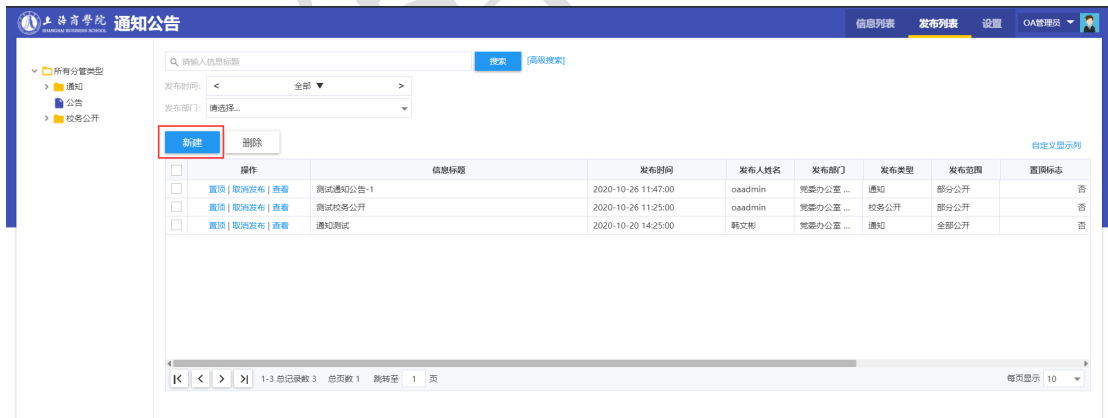 上海商学院 通知公告 信息列表 发布列表 设置 OA管理员
SHANGHAI BUSINESS SCHOOL
请输入信息标题 搜索 [高级搜索]
所有分管类型
通知
公告
校务公开
发布时间: < 全部 ▼ >
发布部门: 请选择...
新建 删除 自定义显示列
操作 信息标题 发布时间 发布人姓名 发布部门 发布类型 发布范围 置顶标志
置顶 | 取消发布 | 查看 测试通知公告-1 2020-10-26 11:47:00 oaadmin 党委办公室 ... 通知 部分公开 否
置顶 | 取消发布 | 查看 测试校务公开 2020-10-26 11:25:00 oaadmin 党委办公室 ... 校务公开 部分公开 否
置顶 | 取消发布 | 查看 通知测试 2020-10-20 14:25:00 韩文彬 党委办公室 ... 通知 全部公开 否
1-3 总记录数 3 总页数 1 跳转至 1 页 每页显示 10